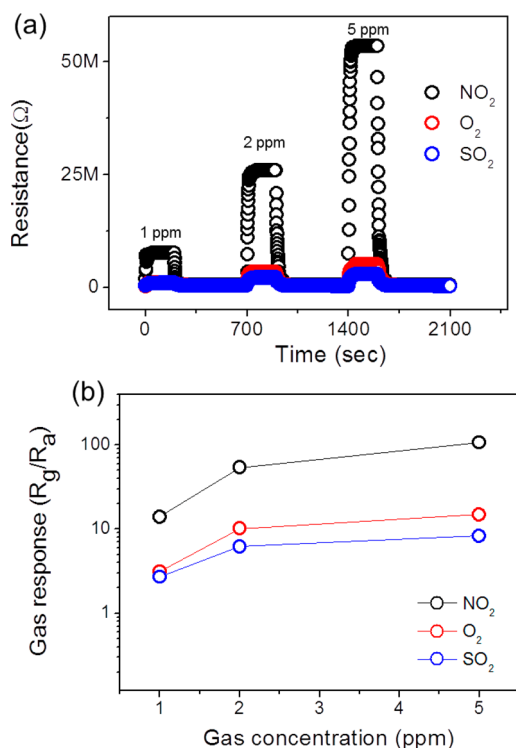 (a)
50M
25M
0
Resistance(Ω)
1 ppm
2 ppm
5 ppm
NO₂
O₂
SO₂
0 700 1400 2100
Time (sec)
(b)
100
10
1
Gas response (Rg/Ra)
NO₂
O₂
SO₂
1 2 3 4 5
Gas concentration (ppm)